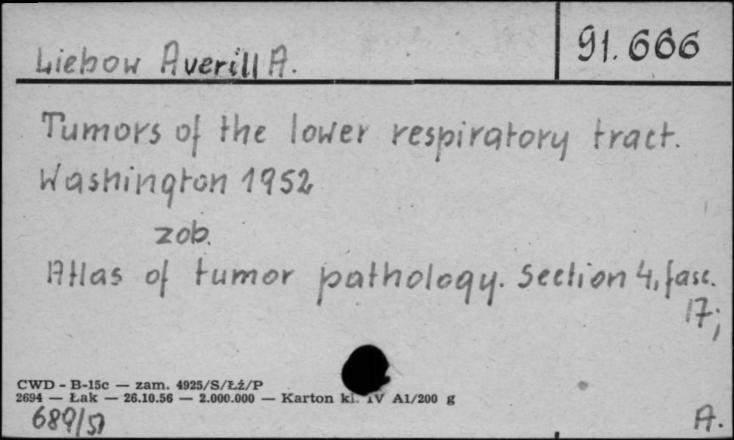 Liebow Averill A.
91.666
Tumors of the lower respiratory tract.
Washington 1952
zob.
Atlas of tumor pathology. Section 4, fasc.
17;
CWD - B-15c — zam. 4925/S/Łż/P
2694 — Łak — 26.10.56 — 2.000.000 — Karton kl. IV A1/200 g
689/57
A.